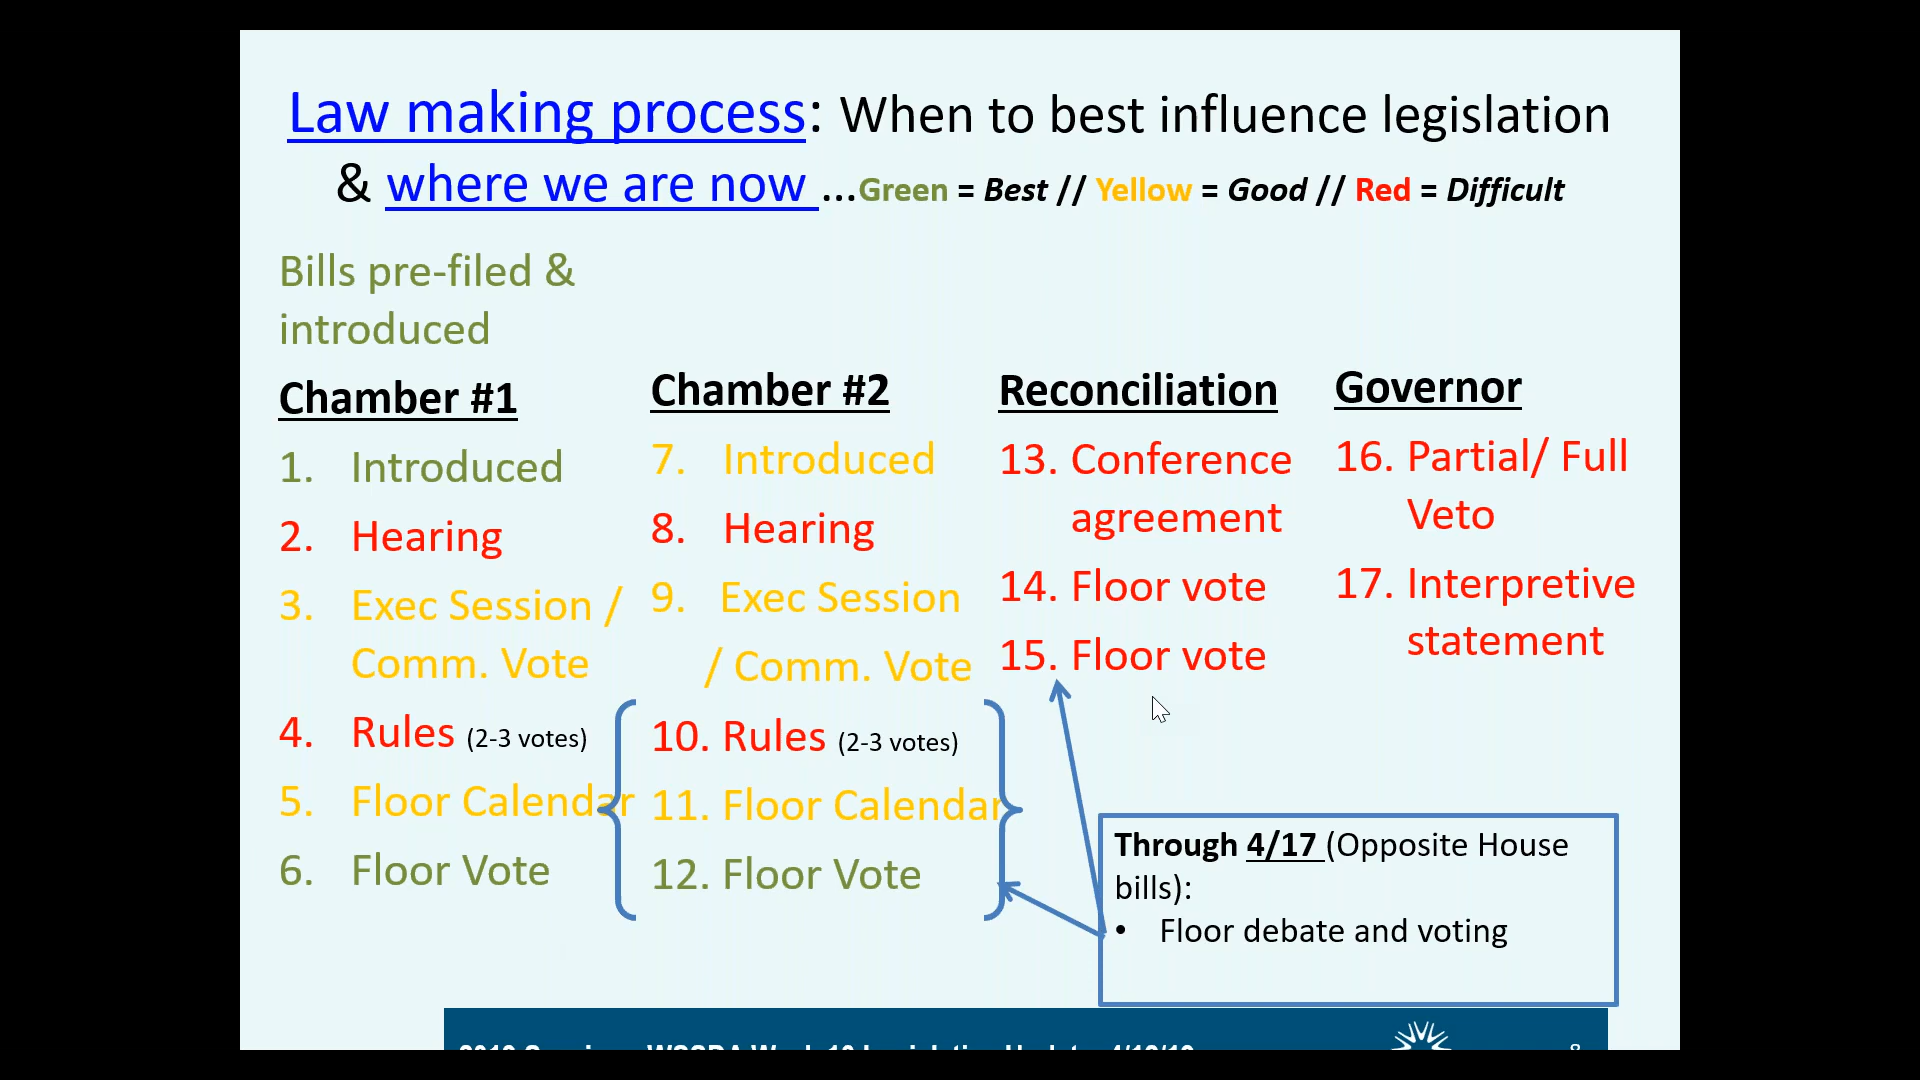 Law making process: When to best influence legislation
& where we are now ...Green = Best // Yellow = Good // Red = Difficult
Bills pre-filed &
introduced
Chamber #1
1. Introduced
2. Hearing
3. Exec Session /
Comm. Vote
4. Rules (2-3 votes)
5. Floor Calendar
6. Floor Vote
Chamber #2
7. Introduced
8. Hearing
9. Exec Session
/ Comm. Vote
10. Rules (2-3 votes)
11. Floor Calendar
12. Floor Vote
Reconciliation
13. Conference
agreement
14. Floor vote
15. Floor vote
Governor
16. Partial/ Full
Veto
17. Interpretive
statement
Through 4/17 (Opposite House
bills):
• Floor debate and voting